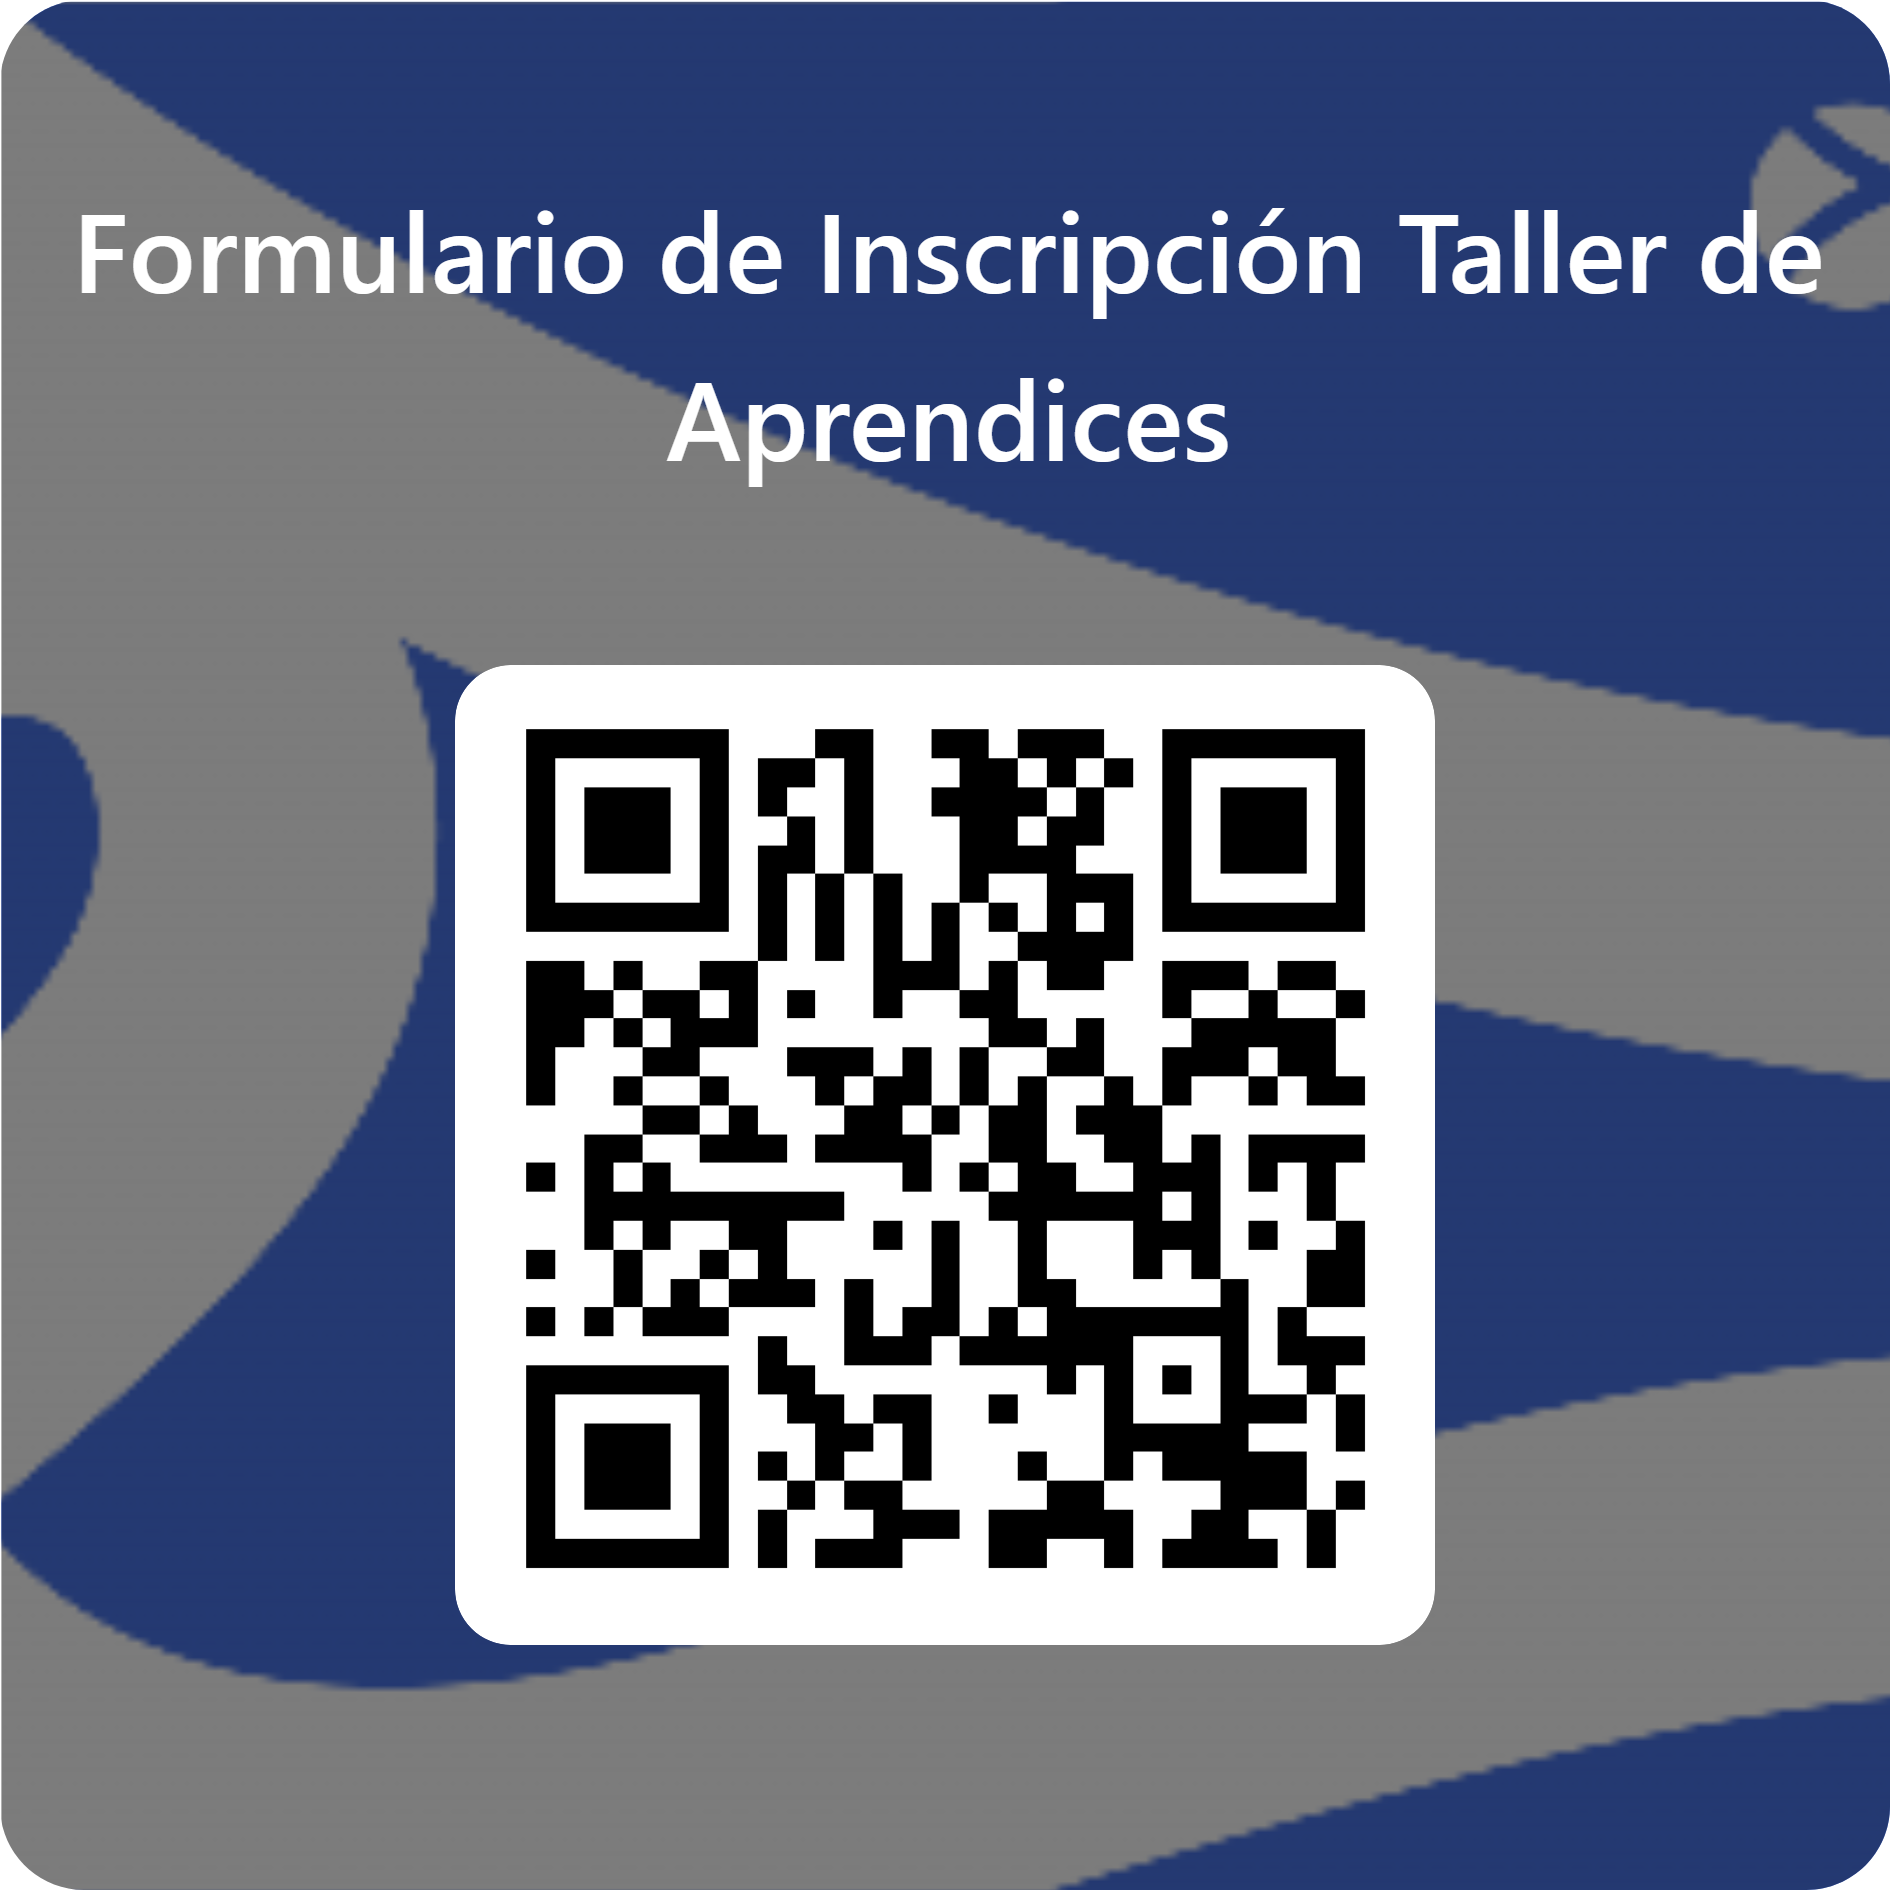 Formulario de Inscripción Taller de
Aprendices